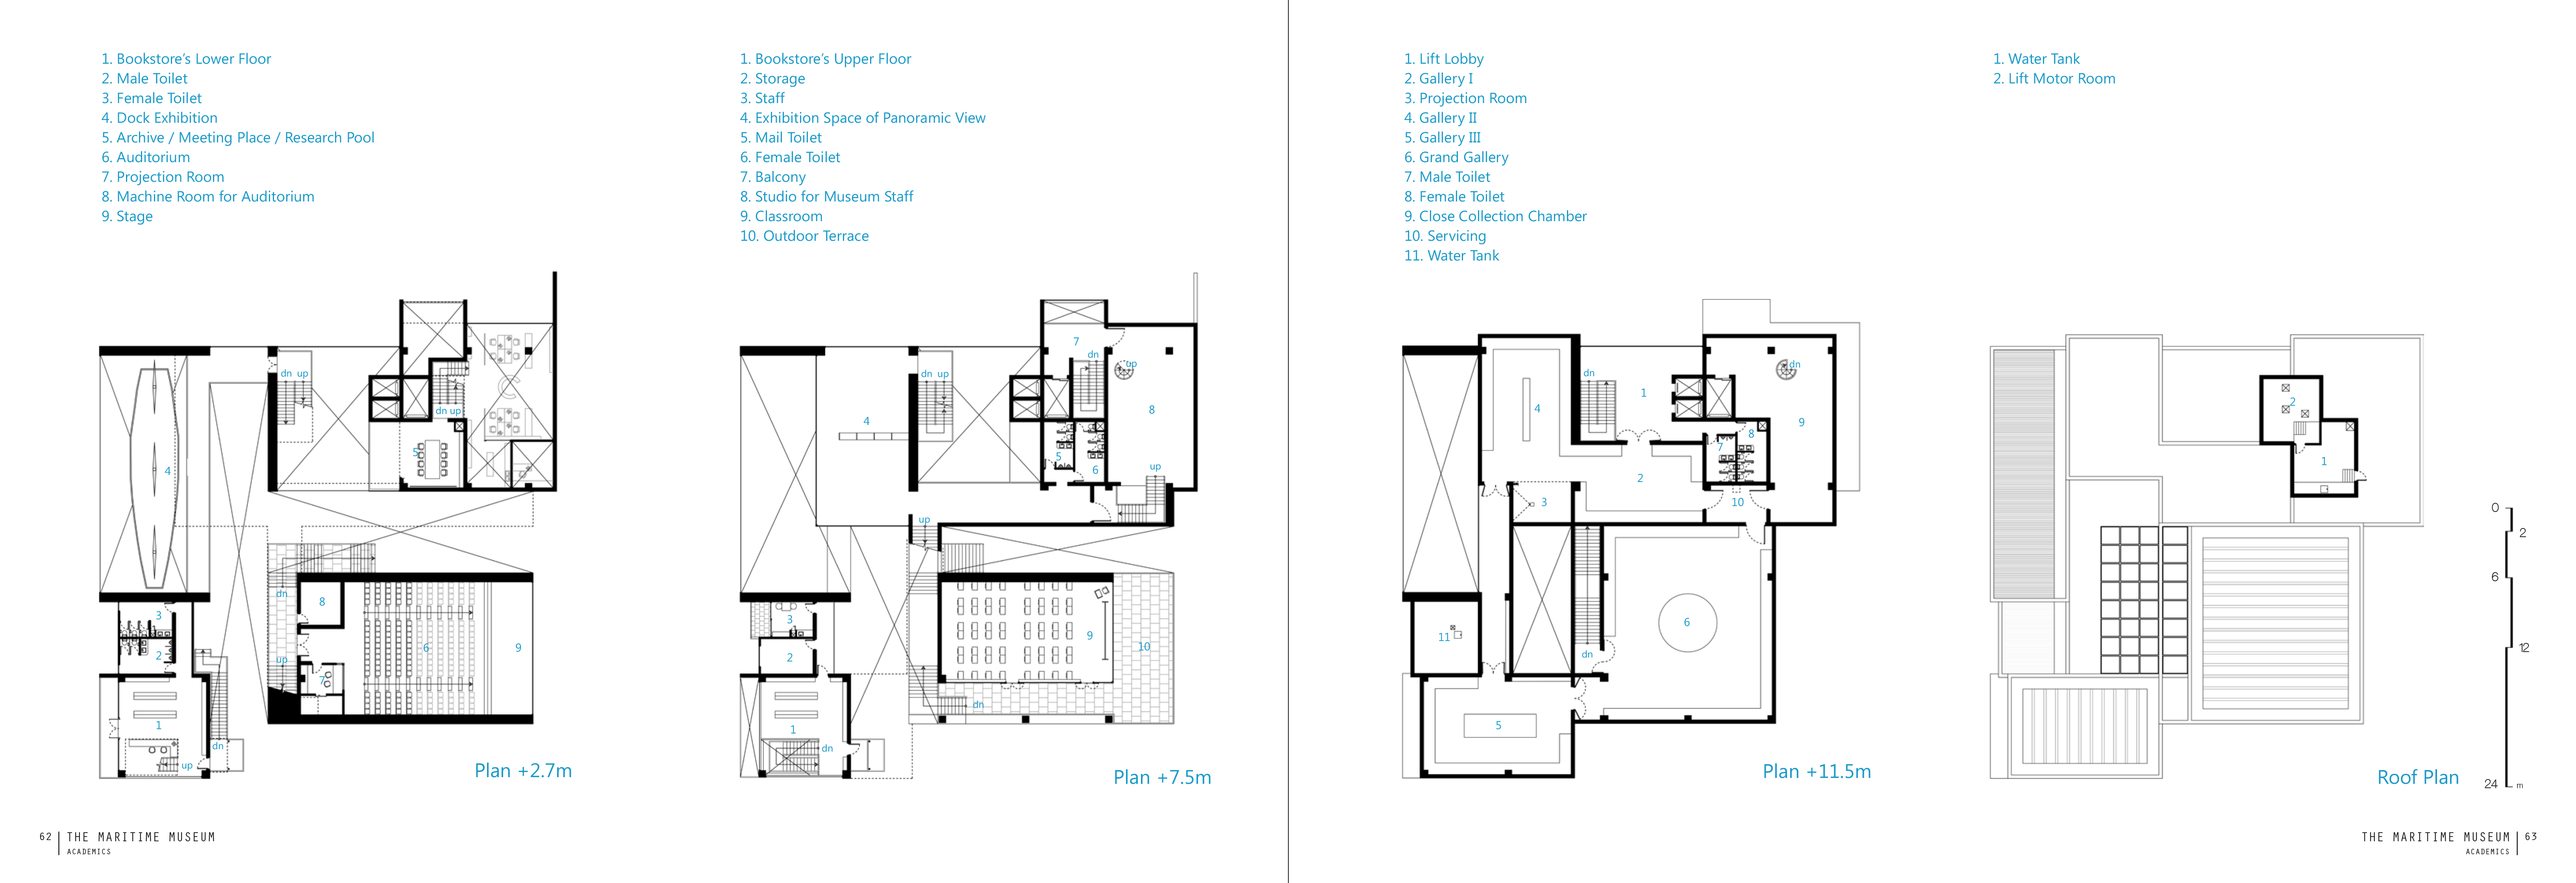 1. Bookstore's Lower Floor
2. Male Toilet
3. Female Toilet
4. Dock Exhibition
5. Archive / Meeting Place / Research Pool
6. Auditorium
7. Projection Room
8. Machine Room for Auditorium
9. Stage
dn up
dn up
5
4
3
2
1
dn
up
dn
up
8
7
6
9
Plan +2.7m
1. Bookstore's Upper Floor
2. Storage
3. Staff
4. Exhibition Space of Panoramic View
5. Mail Toilet
6. Female Toilet
7. Balcony
8. Studio for Museum Staff
9. Classroom
10. Outdoor Terrace
7
dn
up
dn up
4
8
5
6
up
up
3
2
1
dn
9
10
dn
Plan +7.5m
1. Lift Lobby
2. Gallery I
3. Projection Room
4. Gallery II
5. Gallery III
6. Grand Gallery
7. Male Toilet
8. Female Toilet
9. Close Collection Chamber
10. Servicing
11. Water Tank
dn
dn
1
4
9
8
7
2
3
10
6
11
dn
5
Plan +11.5m
1. Water Tank
2. Lift Motor Room
2
1
Roof Plan
0
2
6
12
24 m
62 THE MARITIME MUSEUM
ACADEMICS
THE MARITIME MUSEUM 63
ACADEMICS